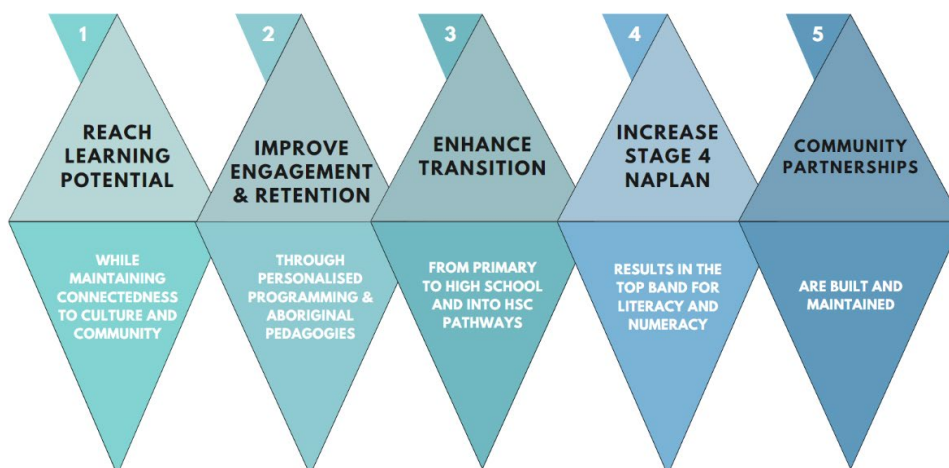 1
REACH
LEARNING
POTENTIAL
WHILE
MAINTAINING
CONNECTEDNESS
TO CULTURE AND
COMMUNITY
2
IMPROVE
ENGAGEMENT
& RETENTION
THROUGH
PERSONALISED
PROGRAMMING &
ABORIGINAL
PEDAGOGIES
3
ENHANCE
TRANSITION
FROM PRIMARY
TO HIGH SCHOOL
AND INTO HSC
PATHWAYS
4
INCREASE
STAGE 4
NAPLAN
RESULTS IN THE
TOP BAND FOR
LITERACY AND
NUMERACY
5
COMMUNITY
PARTNERSHIPS
ARE BUILT AND
MAINTAINED